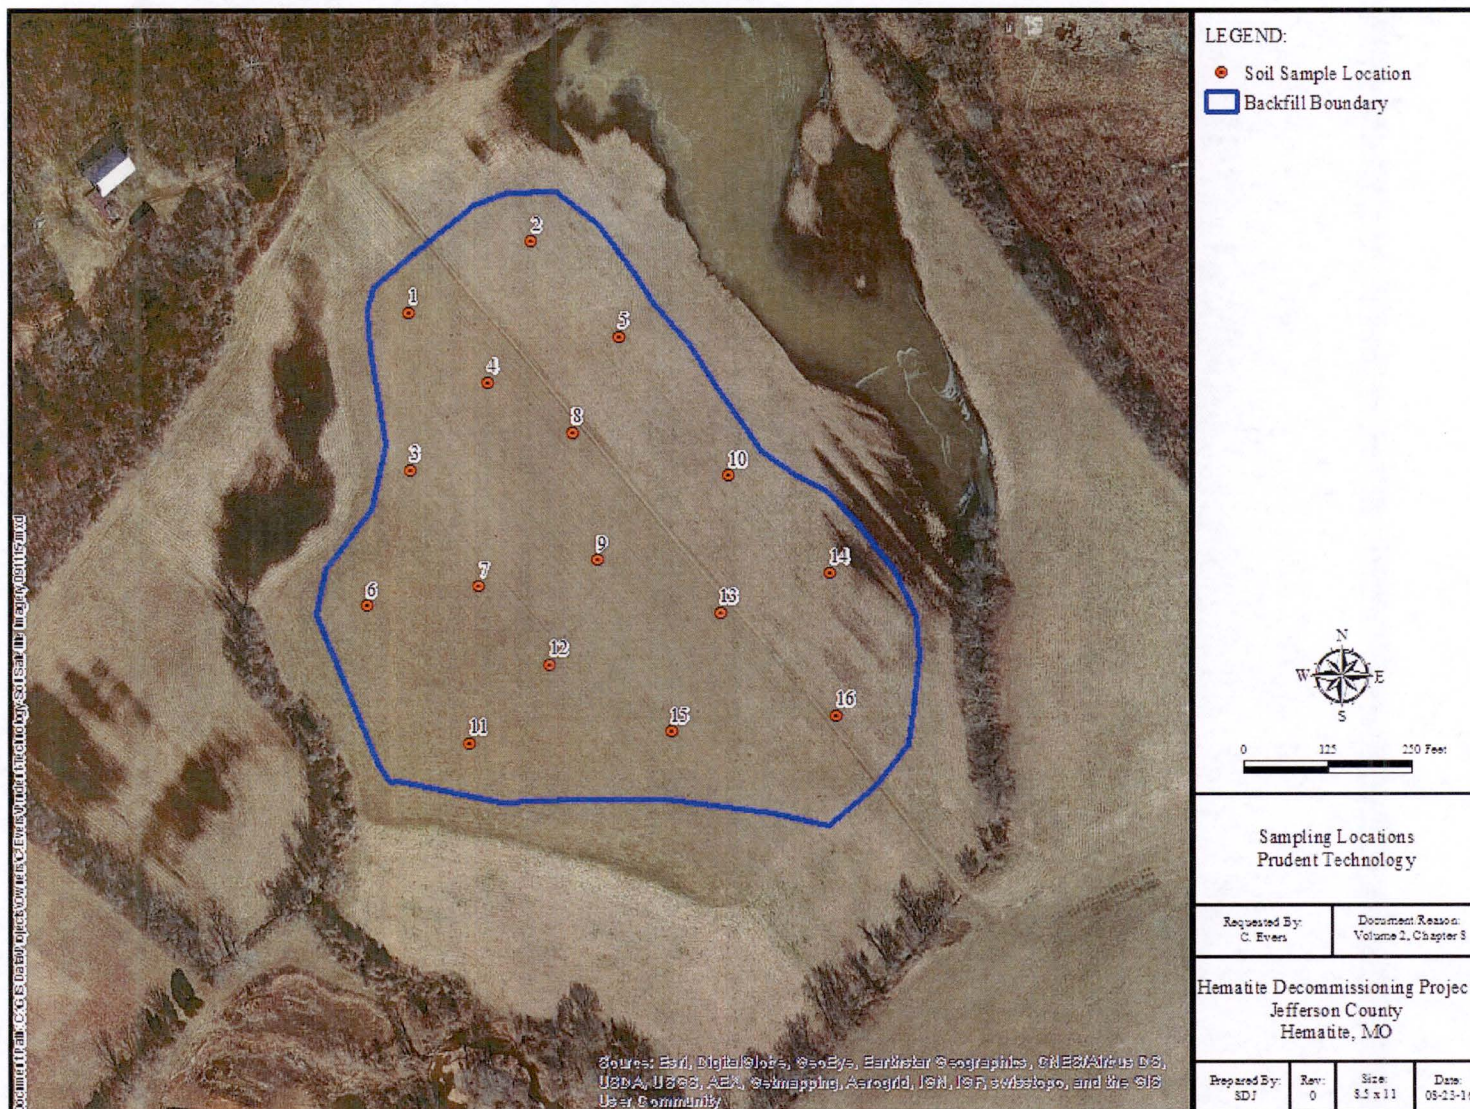 LEGEND:
Soil Sample Location
Backfill Boundary
2
1
5
4
8
3
10
9
14
7
6
13
12
16
15
11
N
W E
S
0 125 250 Feet
Sampling Locations
Prudent Technology
Requested By:
C. Evers
Document Reason:
Volume 2, Chapter 8
Hematite Decommissioning Projec
Jefferson County
Hematite, MO
Prepared By:
SDJ
Rev:
0
Size:
8.5 x 11
Date:
Source: Esri, DigitalGlobe, GeoEye, Earthstar Geographics, CNES/Airbus DS,
USDA, USGS, AEX, Getmapping, Aerogrid, IGN, IGP, swisstopo, and the GIS
User Community